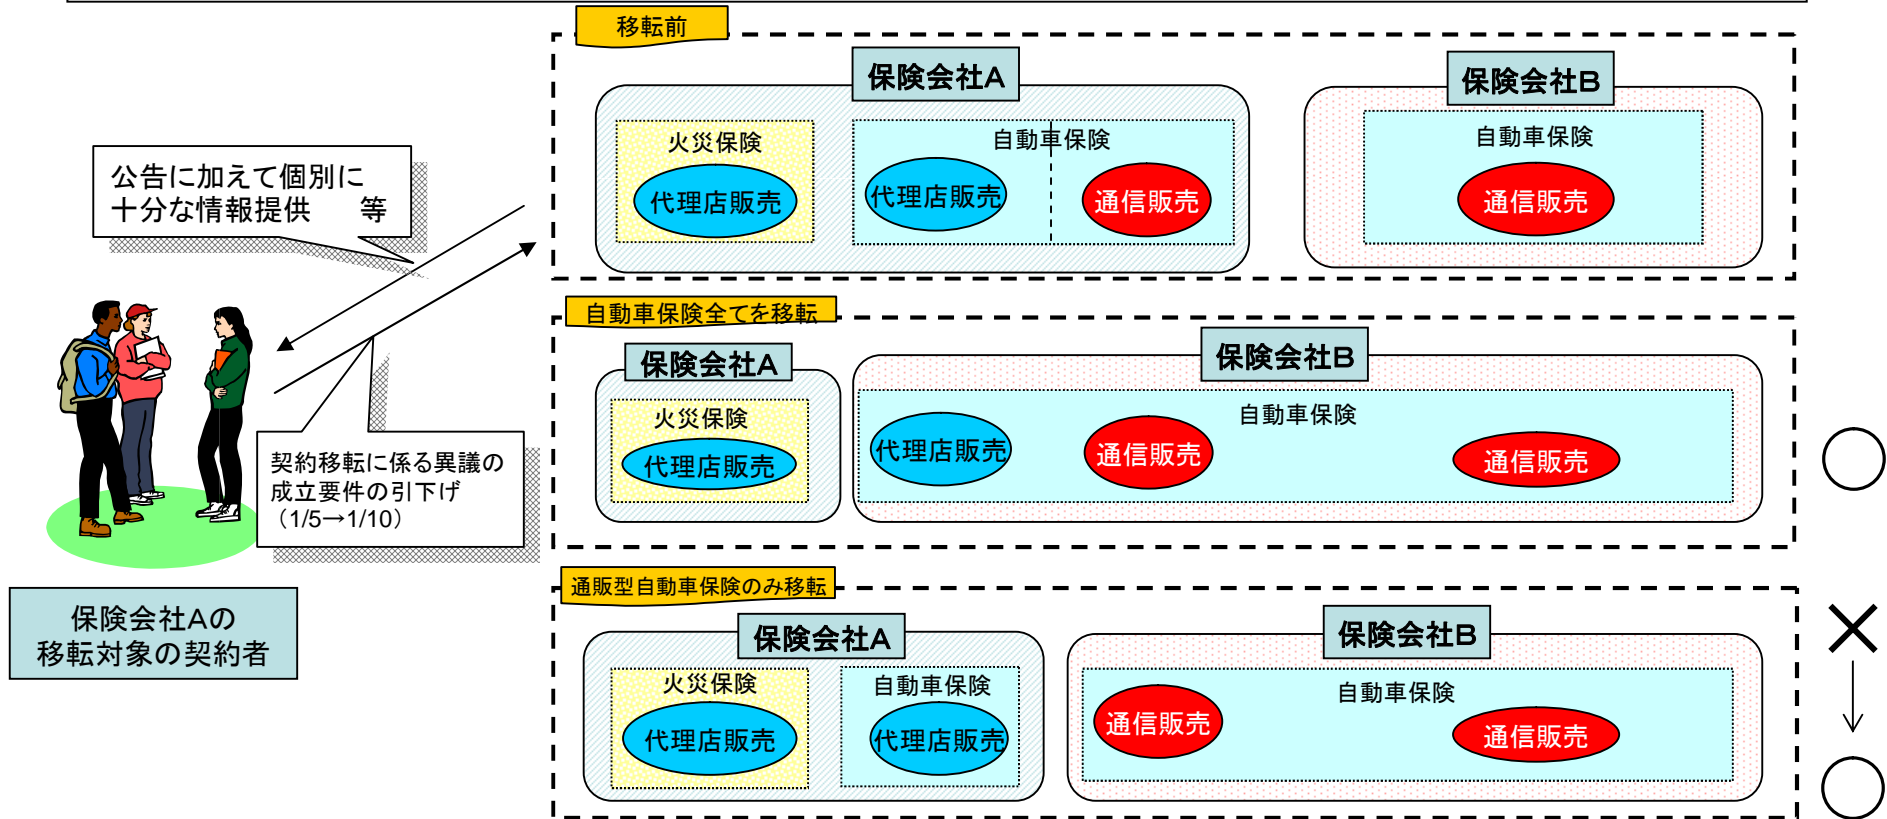 移転前
保険会社A
保険会社B
火災保険
自動車保険
自動車保険
代理店販売
代理店販売
通信販売
通信販売
公告に加えて個別に
十分な情報提供　等
自動車保険全てを移転
保険会社A
保険会社B
火災保険
自動車保険
代理店販売
代理店販売
通信販売
通信販売
契約移転に係る異議の
成立要件の引下げ
（1/5→1/10）
通販型自動車保険のみ移転
保険会社A
保険会社B
火災保険
自動車保険
自動車保険
代理店販売
代理店販売
通信販売
通信販売
保険会社Aの
移転対象の契約者